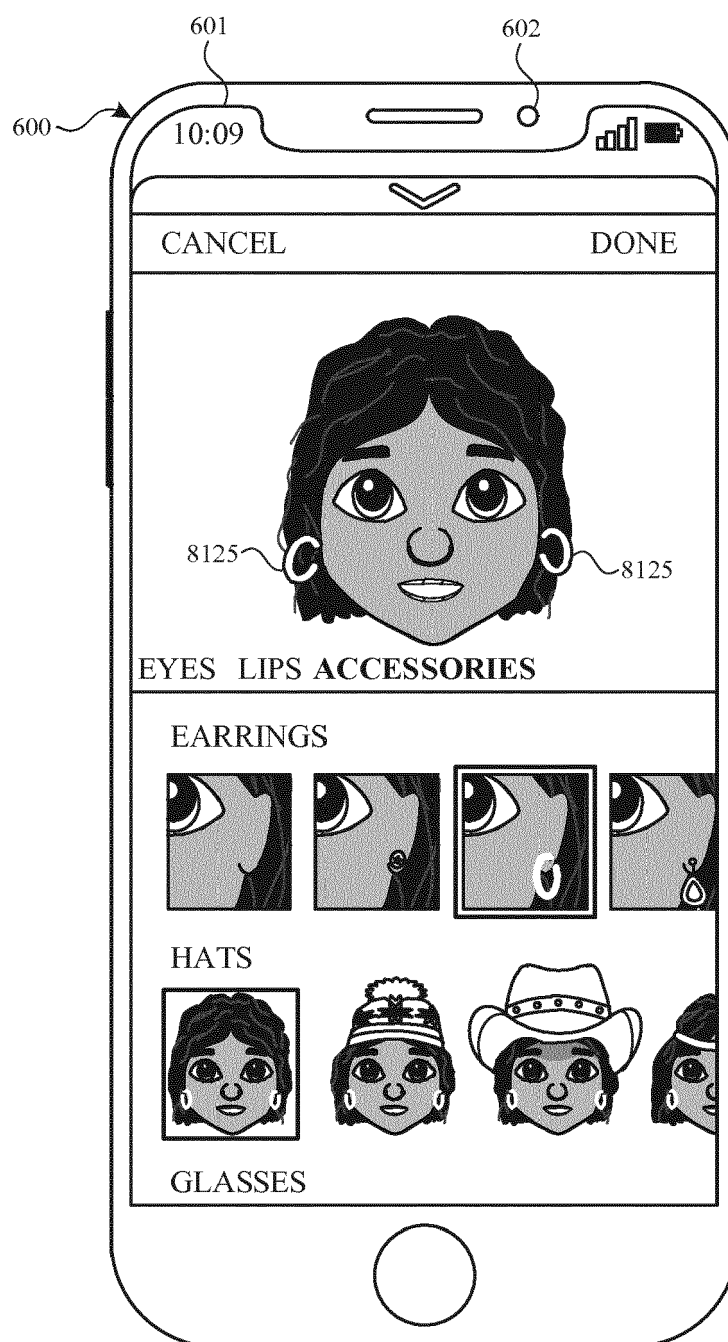 601
602
600
10:09
CANCEL DONE
8125
8125
EYES LIPS ACCESSORIES
EARRINGS
HATS
GLASSES